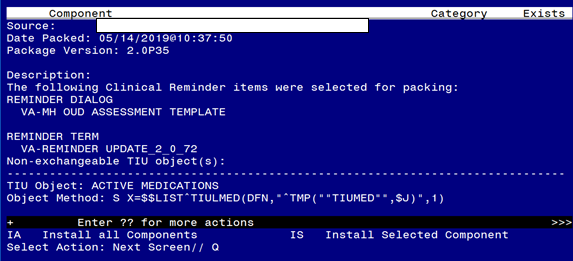 Component Category Exists
Source:
Date Packed: 05/14/2019@10:37:50
Package Version: 2.0P35
Description:
The following Clinical Reminder items were selected for packing:
REMINDER DIALOG
VA-MH OUD ASSESSMENT TEMPLATE
REMINDER TERM
VA-REMINDER UPDATE_2_0_72
Non-exchangeable TIU object(s):
--------------------------------------------------------------------------------
TIU Object: ACTIVE MEDICATIONS
Object Method: S X=$$LIST^TIULMED(DFN,"^TMP(""TIUMED"",$J)",1)
+ Enter ?? for more actions >>>
IA Install all Components IS Install Selected Component
Select Action: Next Screen// Q